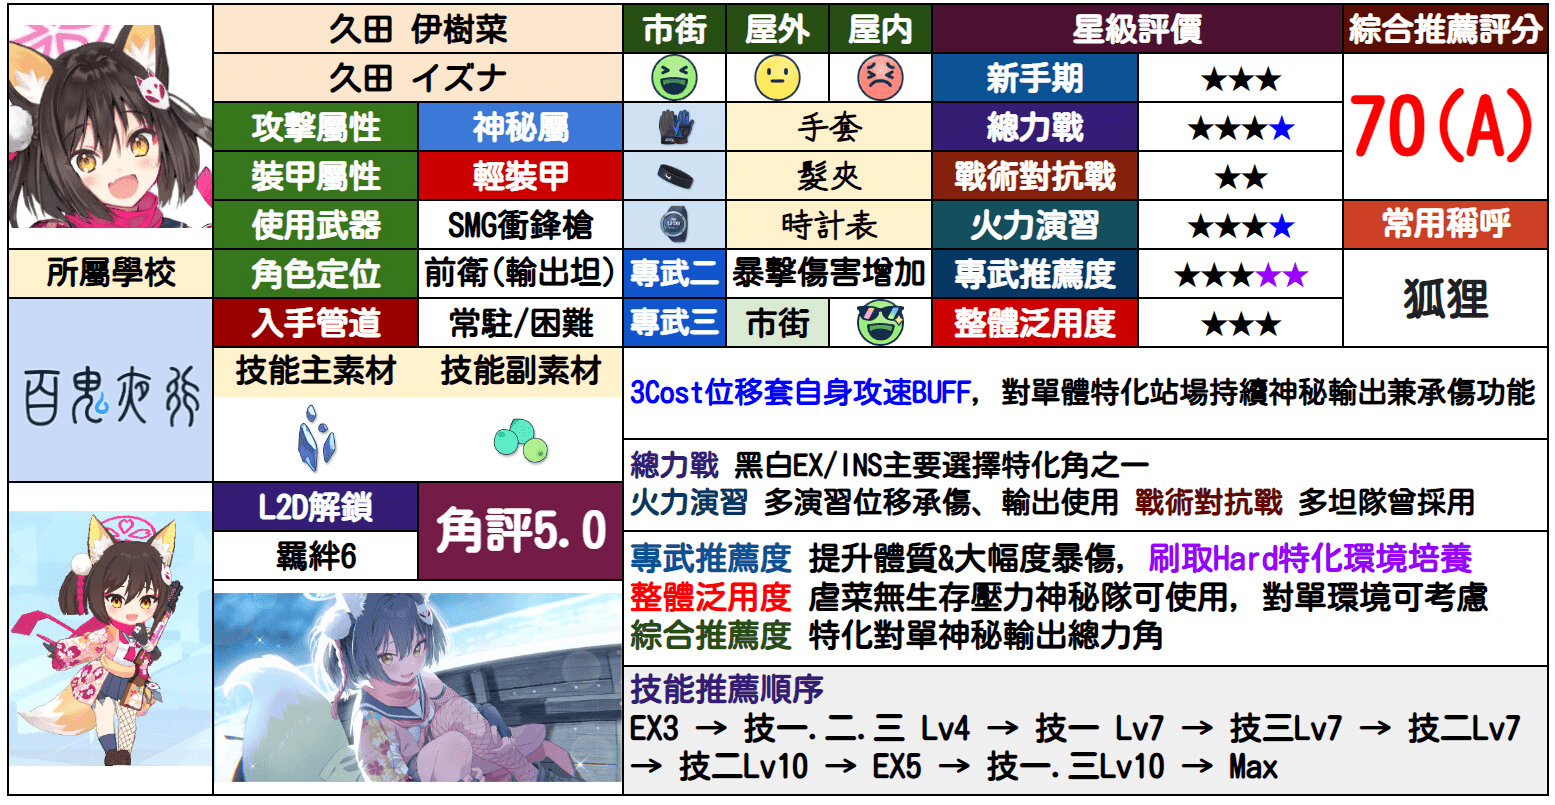 久田 伊樹菜
市街
屋外
屋内
星級評價
綜合推薦評分
久田 イズナ
新手期
★★★
70(A)
攻擊屬性
神秘屬
手套
總力戰
★★★★
裝甲屬性
輕裝甲
髮夾
戰術對抗戰
★★
使用武器
SMG衝鋒槍
時計表
火力演習
★★★★
常用稱呼
所屬學校
角色定位
前衛(輸出坦)
專武二
暴擊傷害增加
專武推薦度
★★★★★
狐狸
入手管道
常駐/困難
專武三
市街
整體泛用度
★★★
百鬼夜行
技能主素材
技能副素材
3Cost位移套自身攻速BUFF, 對單體特化站場持續神秘輸出兼承傷功能
總力戰 黑白EX/INS主要選擇特化角之一
火力演習 多演習位移承傷、輸出使用 戰術對抗戰 多坦隊曾採用
L2D解鎖
角評5.0
羈絆6
專武推薦度 提升體質&大幅度暴傷, 刷取Hard特化環境培養
整體泛用度 虐菜無生存壓力神秘隊可使用, 對單環境可考慮
綜合推薦度 特化對單神秘輸出總力角
技能推薦順序
EX3 → 技一.二.三 Lv4 → 技一 Lv7 → 技三Lv7 → 技二Lv7
→ 技二Lv10 → EX5 → 技一.三Lv10 → Max